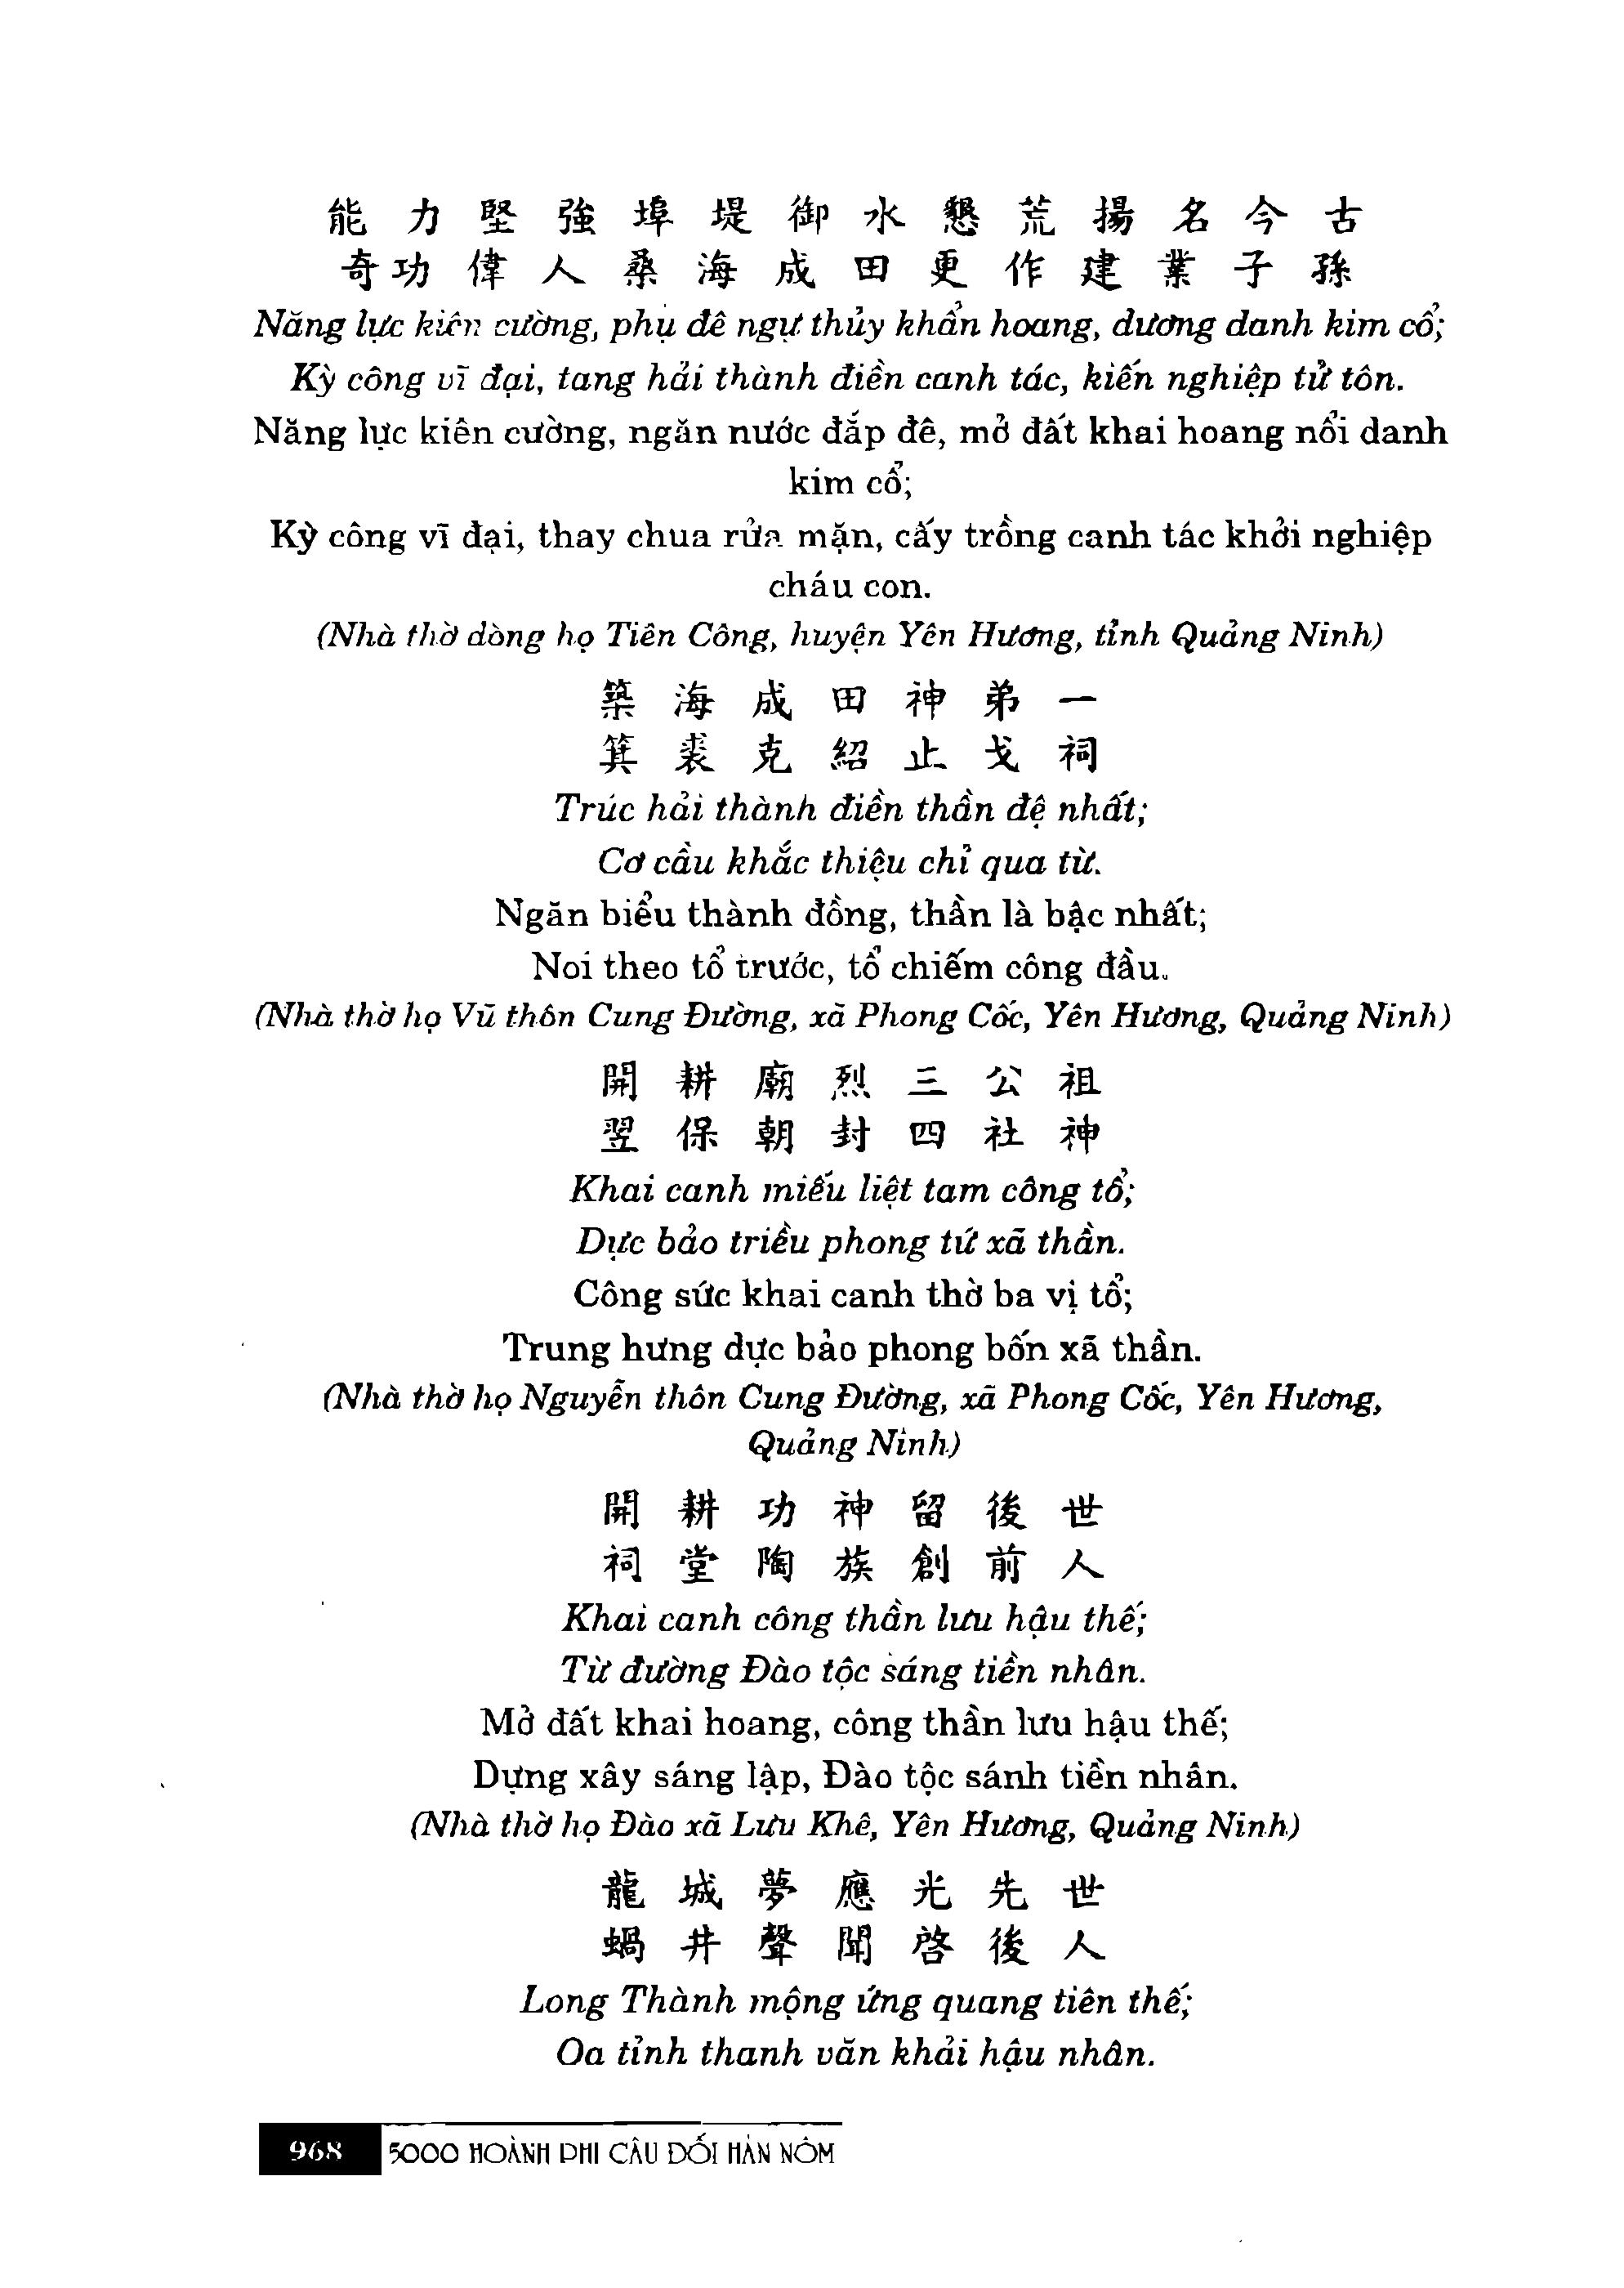 能力堅強埠堤御水懇荒揚名今古
奇功偉人桑海成田更作建業子孫
Năng lực kiên cường, phụ đê ngự thủy khẩn hoang, dương danh kim cổ;
Kỳ công vĩ đại, tang hải thành điền canh tác, kiến nghiệp tử tôn.
Năng lực kiên cường, ngăn nước đắp đê, mở đất khai hoang nổi danh
kim cổ;
Kỳ công vĩ đại, thay chua rửa mặn, cấy trồng canh tác khởi nghiệp
cháu con.
(Nhà thờ dòng họ Tiên Công, huyện Yên Hương, tỉnh Quảng Ninh)
築海成田神弟一
箕裘克紹止戈祠
Trúc hải thành điền thần đệ nhất;
Cơ cầu khắc thiệu chỉ qua từ.
Ngăn biểu thành đồng, thần là bậc nhất;
Noi theo tổ trước, tổ chiếm công đầu.
(Nhà thờ họ Vũ thôn Cung Đường, xã Phong Cốc, Yên Hương, Quảng Ninh)
開耕廟烈三公祖
翌保朝封四社神
Khai canh miếu liệt tam công tổ;
Dực bảo triều phong tứ xã thần.
Công sức khai canh thờ ba vị tổ;
Trung hưng dực bảo phong bốn xã thần.
(Nhà thờ họ Nguyễn thôn Cung Đường, xã Phong Cốc, Yên Hương,
Quảng Ninh)
開耕功神留後世
祠堂陶族創前人
Khai canh công thần lưu hậu thế;
Từ đường Đào tộc sáng tiền nhân.
Mở đất khai hoang, công thần lưu hậu thế;
Dựng xây sáng lập, Đào tộc sánh tiền nhân.
(Nhà thờ họ Đào xã Lưu Khê, Yên Hương, Quảng Ninh)
龍城夢應光先世
蝸井聲聞啓後人
Long Thành mộng ứng quang tiên thế;
Oa tỉnh thanh văn khải hậu nhân.
968 5000 HOÀNH PHI CÂU ĐỐI HÁN NÔM